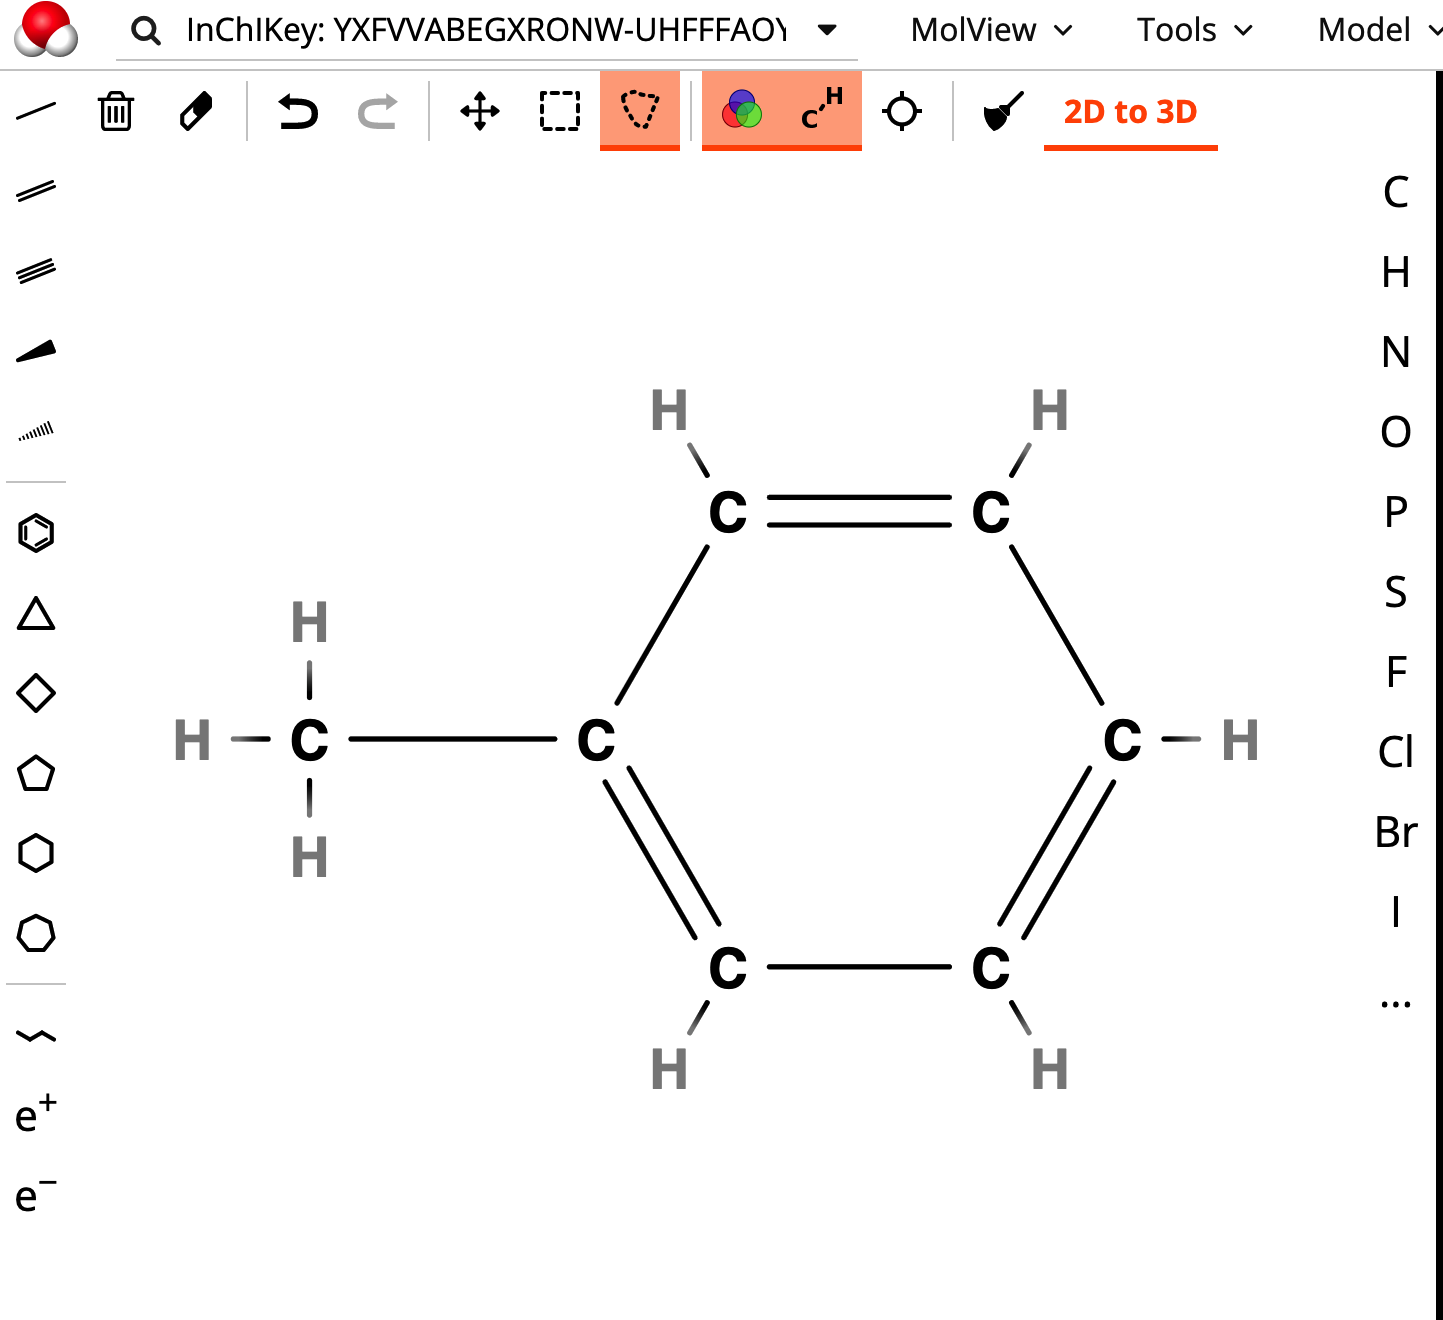 InChIKey: YXFVVABEGXRONW-UHFFFAOY MolView Tools Model
C H 2D to 3D
C
H
N
O
P
S
F
Cl
Br
I
...
H H
C C
H
H C C C H
H
C C
H H
e+
e−